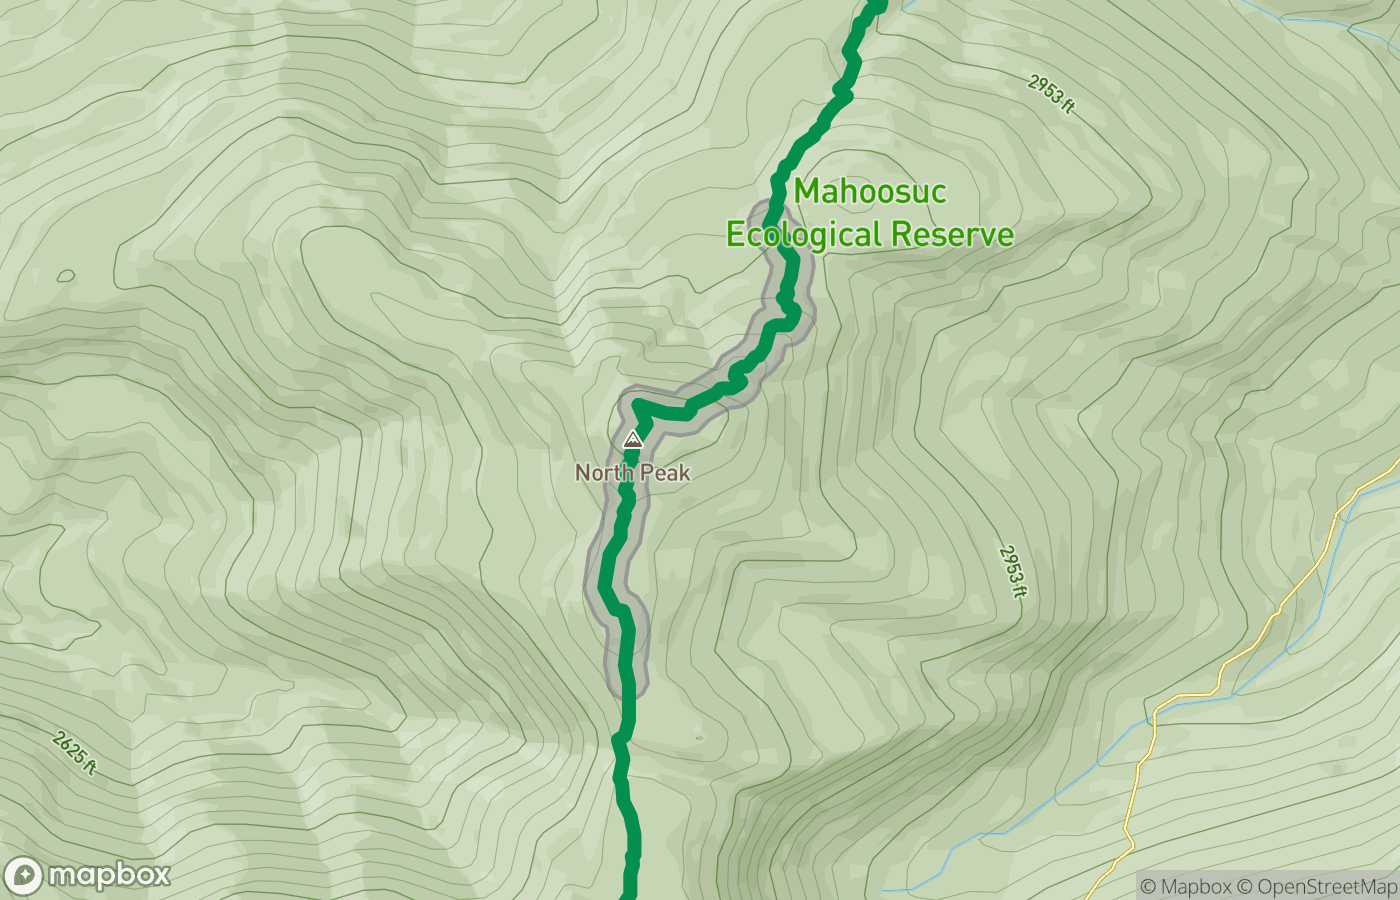 2953 ft
Mahoosuc
Ecological Reserve
North Peak
2953 ft
2625 ft
mapbox
© Mapbox © OpenStreetMap